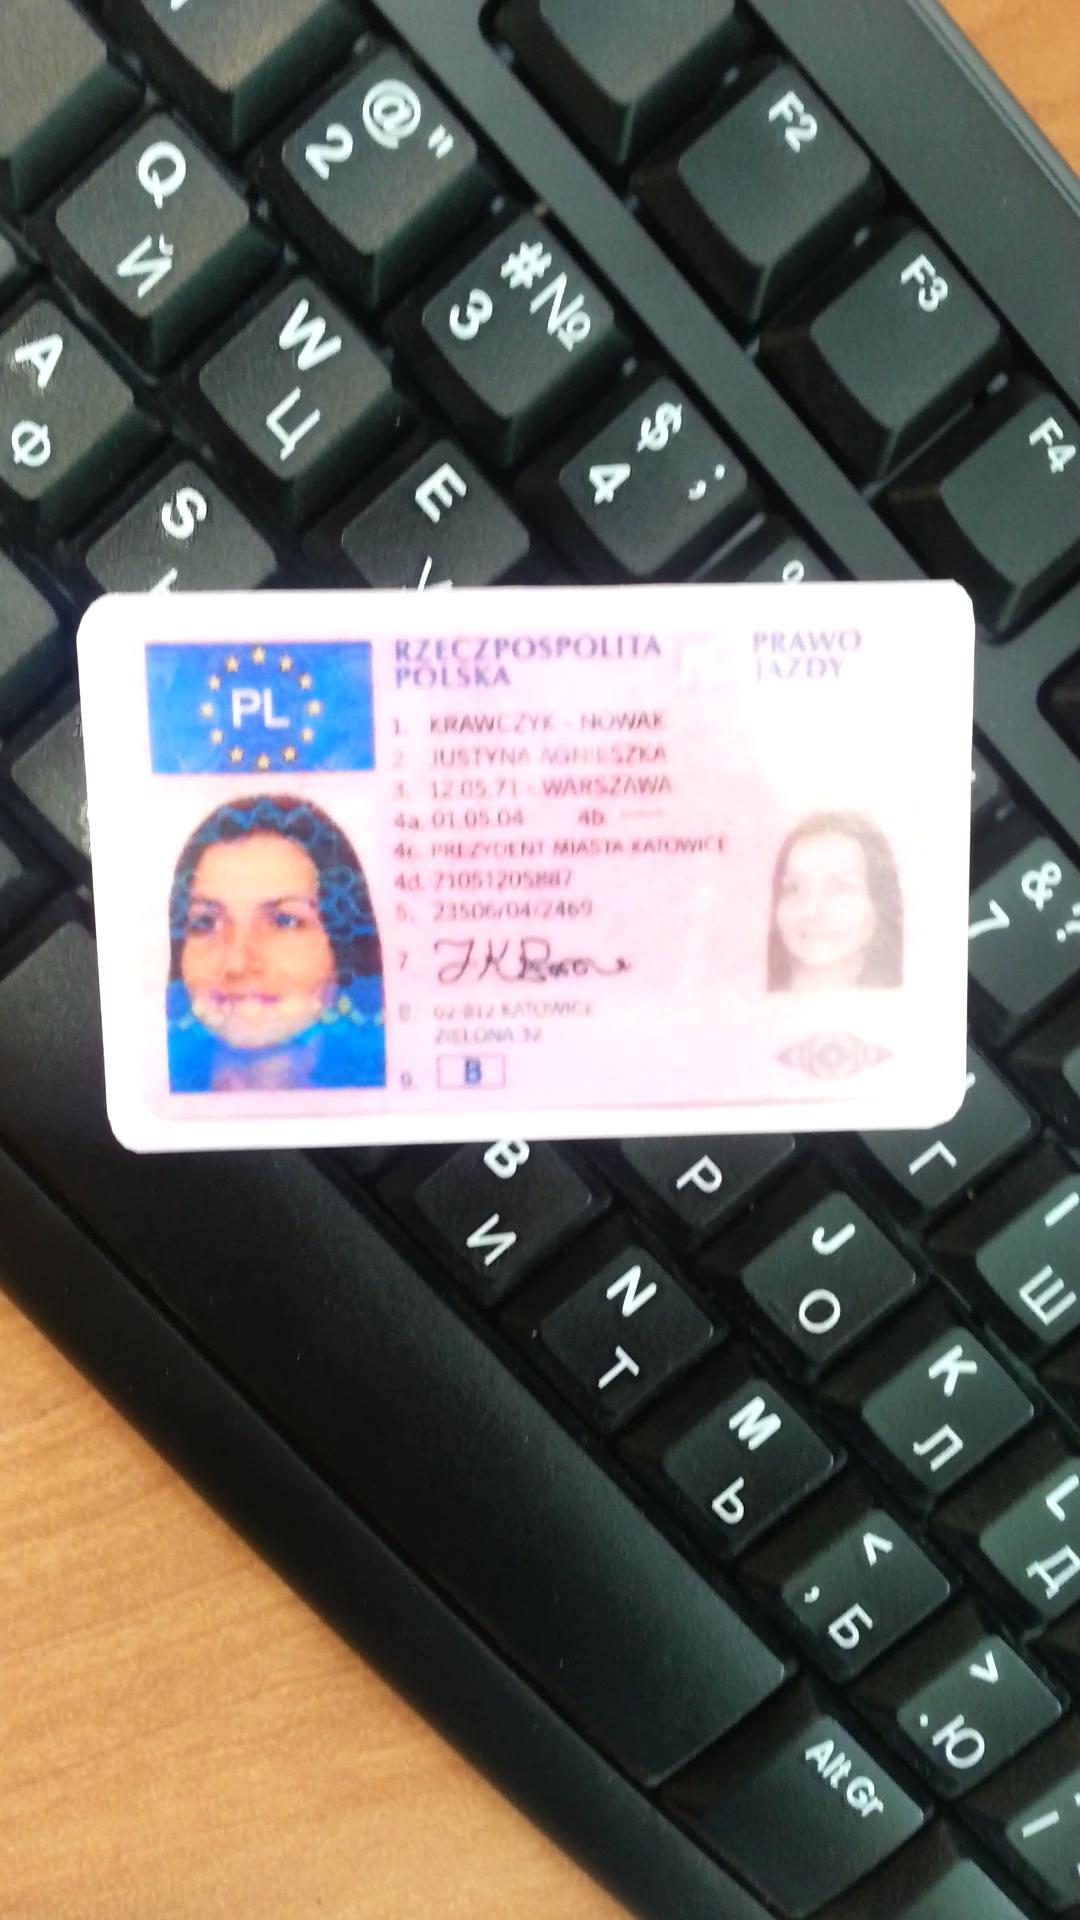 Q
Й
2 @ "
A
Ф
W
Ц
3 # №
F2
F3
F4
S
E
4 $ ;
PL
RZECZPOSPOLITA
POLSKA
PRAWO
JAZDY
1. KRAWCZYK - NOWAK
2. JUSTYNA AGNIESZKA
3. 12.05.71 - WARSZAWA
4a. 01.05.04 4b.
4c. PREZYDENT MIASTA KATOWICE
4d. 71051205887
5. 23506/04/2469
7.
8. 02-812 KATOWICE
ZIELONA 32
9. B
7 & ?
B
И
Р
Г
N
Т
J
О
I
Ш
M
Ь
K
Л
< , Б
L
Д
> . Ю
Alt Gr